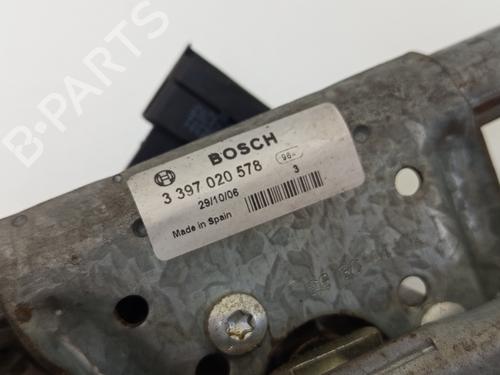 BOSCH
3 397 020 578
96-
29/10/06
3
Made in Spain
B-PARTS